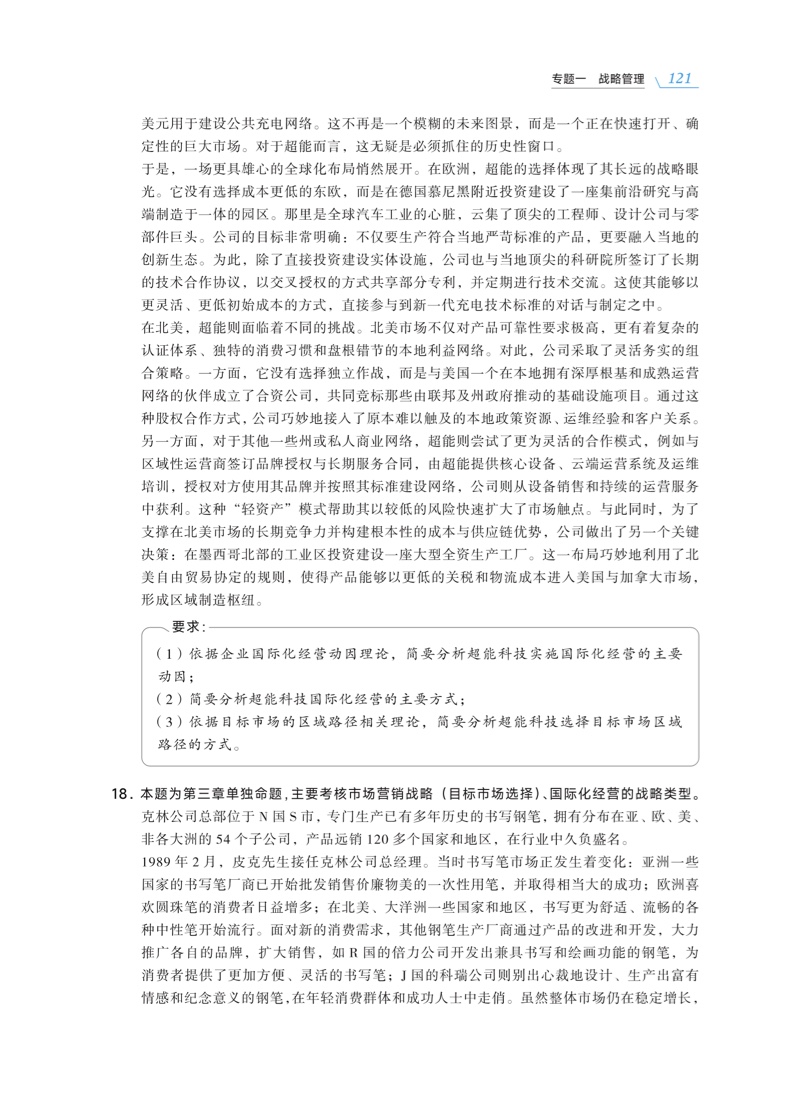 专题一　战略管理　121
美元用于建设公共充电网络。这不再是一个模糊的未来图景，而是一个正在快速打开、确
定性的巨大市场。对于超能而言，这无疑是必须抓住的历史性窗口。
于是，一场更具雄心的全球化布局悄然展开。在欧洲，超能的选择体现了其长远的战略眼
光。它没有选择成本更低的东欧，而是在德国慕尼黑附近投资建设了一座集前沿研究与高
端制造于一体的园区。那里是全球汽车工业的心脏，云集了顶尖的工程师、设计公司与零
部件巨头。公司的目标非常明确：不仅要生产符合当地严苛标准的产品，更要融入当地的
创新生态。为此，除了直接投资建设实体设施，公司也与当地顶尖的科研院所签订了长期
的技术合作协议，以交叉授权的方式共享部分专利，并定期进行技术交流。这使其能够以
更灵活、更低初始成本的方式，直接参与到新一代充电技术标准的对话与制定之中。
在北美，超能则面临着不同的挑战。北美市场不仅对产品可靠性要求极高，更有着复杂的
认证体系、独特的消费习惯和盘根错节的本地利益网络。对此，公司采取了灵活务实的组
合策略。一方面，它没有选择独立作战，而是与美国一个在本地拥有深厚根基和成熟运营
网络的伙伴成立了合资公司，共同竞标那些由联邦及州政府推动的基础设施项目。通过这
种股权合作方式，公司巧妙地接入了原本难以触及的本地政策资源、运维经验和客户关系。
另一方面，对于其他一些州或私人商业网络，超能则尝试了更为灵活的合作模式，例如与
区域性运营商签订品牌授权与长期服务合同，由超能提供核心设备、云端运营系统及运维
培训，授权对方使用其品牌并按照其标准建设网络，公司则从设备销售和持续的运营服务
中获利。这种“轻资产”模式帮助其以较低的风险快速扩大了市场触点。与此同时，为了
支撑在北美市场的长期竞争力并构建根本性的成本与供应链优势，公司做出了另一个关键
决策：在墨西哥北部的工业区投资建设一座大型全资生产工厂。这一布局巧妙地利用了北
美自由贸易协定的规则，使得产品能够以更低的关税和物流成本进入美国与加拿大市场，
形成区域制造枢纽。
要求：
（1）依据企业国际化经营动因理论，简要分析超能科技实施国际化经营的主要
动因；
（2）简要分析超能科技国际化经营的主要方式；
（3）依据目标市场的区域路径相关理论，简要分析超能科技选择目标市场区域
路径的方式。
18. 本题为第三章单独命题，主要考核市场营销战略（目标市场选择）、国际化经营的战略类型。
克林公司总部位于 N 国 S 市，专门生产已有多年历史的书写钢笔，拥有分布在亚、欧、美、
非各大洲的 54 个子公司，产品远销 120 多个国家和地区，在行业中久负盛名。
1989 年 2 月，皮克先生接任克林公司总经理。当时书写笔市场正发生着变化：亚洲一些
国家的书写笔厂商已开始批发销售价廉物美的一次性用笔，并取得相当大的成功；欧洲喜
欢圆珠笔的消费者日益增多；在北美、大洋洲一些国家和地区，书写更为舒适、流畅的各
种中性笔开始流行。面对新的消费需求，其他钢笔生产厂商通过产品的改进和开发，大力
推广各自的品牌，扩大销售，如 R 国的倍力公司开发出兼具书写和绘画功能的钢笔，为
消费者提供了更加方便、灵活的书写笔；J 国的科瑞公司则别出心裁地设计、生产出富有
情感和纪念意义的钢笔，在年轻消费群体和成功人士中走俏。虽然整体市场仍在稳定增长，